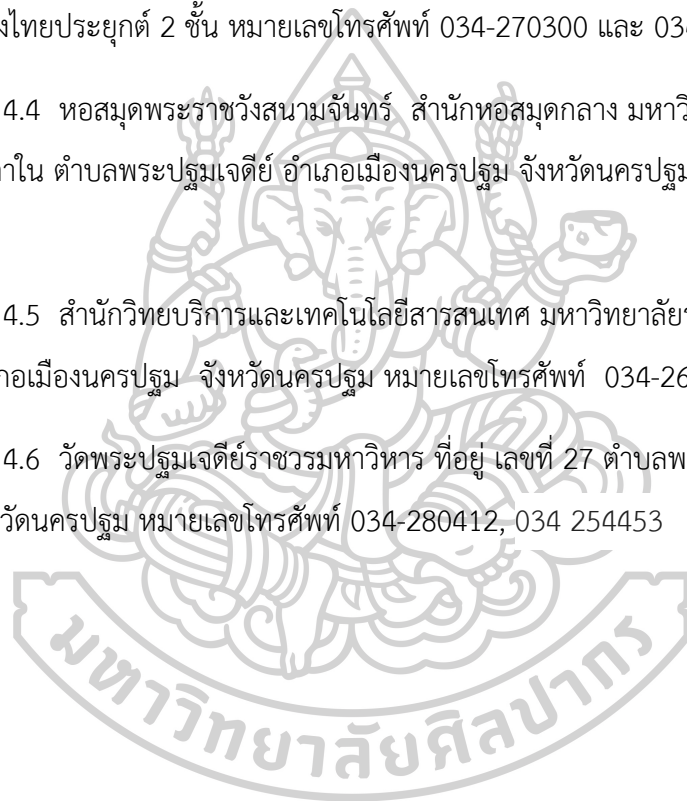 งไทยประยุกต์ 2 ชั้น หมายเลขโทรศัพท์ 034-270300 และ 034
4.4 หอสมุดพระราชวังสนามจันทร์ สำนักหอสมุดกลาง มหาวิ
าใน ตำบลพระปฐมเจดีย์ อำเภอเมืองนครปฐม จังหวัดนครปฐม
4.5 สำนักวิทยบริการและเทคโนโลยีสารสนเทศ มหาวิทยาลัยร
ภอเมืองนครปฐม จังหวัดนครปฐม หมายเลขโทรศัพท์ 034-26
4.6 วัดพระปฐมเจดีย์ราชวรมหาวิหาร ที่อยู่ เลขที่ 27 ตำบลพ
วัดนครปฐม หมายเลขโทรศัพท์ 034-280412, 034 254453
มหาวิทยาลัยศิลปากร